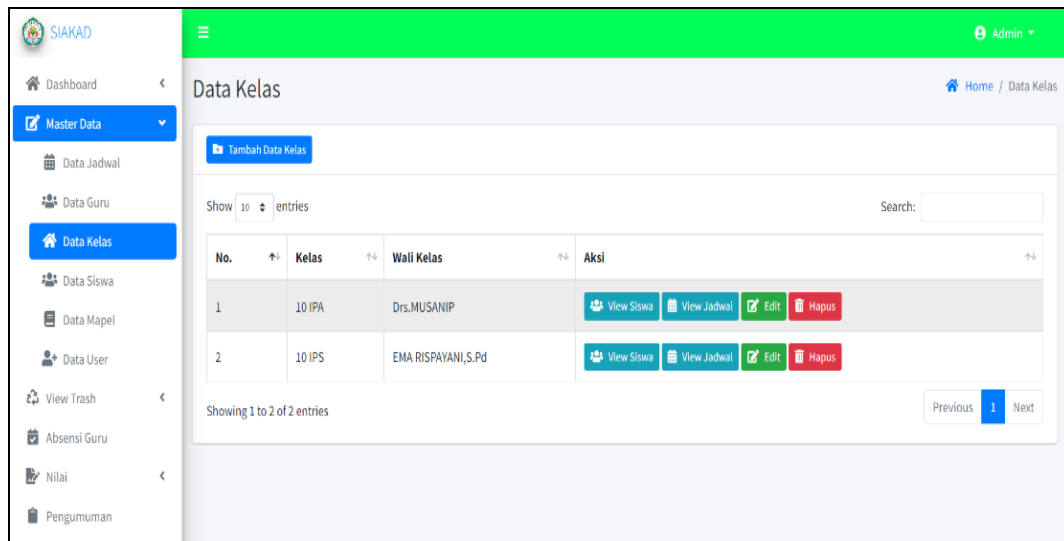 SIAKAD
Admin
Dashboard
Master Data
Data Jadwal
Data Guru
Data Kelas
Data Siswa
Data Mapel
Data User
View Trash
Absensi Guru
Nilai
Pengumuman
Data Kelas
Home / Data Kelas
Tambah Data Kelas
Show 10 entries
Search:
No. Kelas Wali Kelas Aksi
1 10 IPA Drs.MUSANIP View Siswa View Jadwal Edit Hapus
2 10 IPS EMA RISPAYANI,S.Pd View Siswa View Jadwal Edit Hapus
Showing 1 to 2 of 2 entries
Previous 1 Next